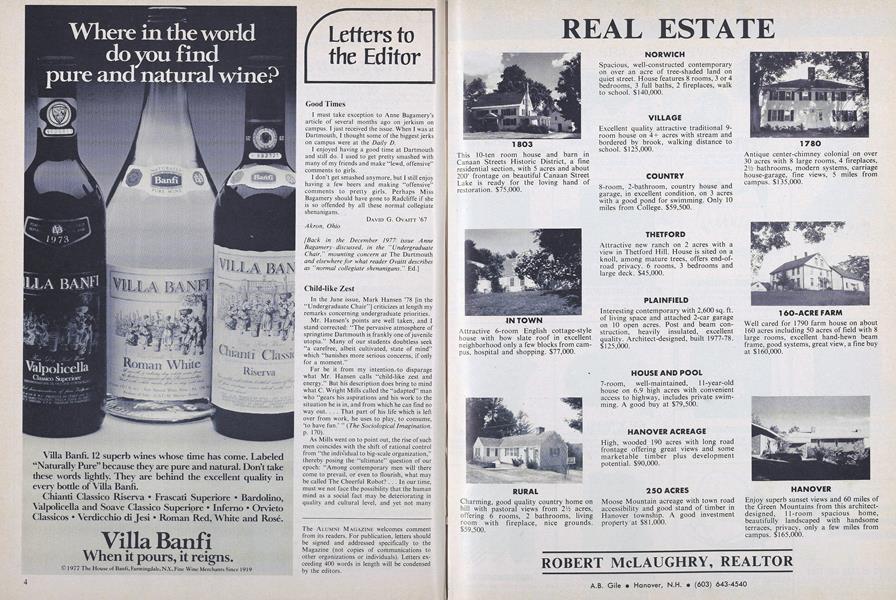 Where in the world
do you find
pure and natural wine?
1973
VILLA BANFI
Valpolicella
Classico Superiore
Banfi
VILLA BANFI
Roman White
Banfi
VILLA BAN
Chianti Classic
Riserva
Villa Banfi. 12 superb wines whose time has come. Labeled
“Naturally Pure” because they are pure and natural. Don't take
these words lightly. They are behind the excellent quality in
every bottle of Villa Banfi.
Chianti Classico Riserva • Frascati Superiore • Bardolino,
Valpolicella and Soave Classico Superiore • Inferno • Orvieto
Classicos • Verdicchio di Jesi • Roman Red, White and Rosé.
Villa Banfi
When it pours, it reigns.
© 1977 The House of Banfi, Farmingdale, N.Y., Fine Wine Merchants Since 1919
4
Letters to
the Editor
Good Times
I must take exception to Anne Bagamery's
article of several months ago on jerkism on
campus. I just received the issue. When I was at
Dartmouth, I thought some of the biggest jerks
on campus were at the Daily D.
I enjoyed having a good time at Dartmouth
and still do. I used to get pretty smashed with
many of my friends and make “lewd, offensive”
comments to girls.
I don't get smashed anymore, but I still enjoy
having a few beers and making “offensive”
comments to pretty girls. Perhaps Miss
Bagamery should have gone to Radcliffe if she
is so offended by all these normal collegiate
shenanigans.
DAVID G. OVAITT '67
Akron, Ohio
[Back in the December 1977 issue Anne
Bagamery discussed, in the “Undergraduate
Chair,” mounting concern at The Dartmouth
and elsewhere for what reader Ovaitt describes
as “normal collegiate shenanigans.” Ed.]
Child-like Zest
In the June issue, Mark Hansen '78 [in the
“Undergraduate Chair”] criticizes at length my
remarks concerning undergraduate priorities.
Mr. Hansen's points are well taken, and I
stand corrected: “The pervasive atmosphere of
springtime Dartmouth is frankly one of juvenile
utopia.” Many of our students doubtless seek
“a carefree, albeit cultivated, state of mind”
which “banishes more serious concerns, if only
for a moment.”
Far be it from my intention to disparage
what Mr. Hansen calls “child-like zest and
energy.” But his description does bring to mind
what C. Wright Mills called the “adapted” man
who “gears his aspirations and his work to the
situation he is in, and from which he can find no
way out. . . . That part of his life which is left
over from work, he uses to play, to consume,
‘to have fun.’ ” (The Sociological Imagination,
p. 170).
As Mills went on to point out, the rise of such
men coincides with the shift of rational control
from “the individual to big-scale organization,”
thereby posing the “ultimate” question of our
epoch: “Among contemporary men will there
come to prevail, or even to flourish, what may
be called The Cheerful Robot? . . . In our time,
must we not face the possibility that the human
mind as a social fact may be deteriorating in
quality and cultural level, and yet not many
The ALUMNI MAGAZINE welcomes comment
from its readers. For publication, letters should
be signed and addressed specifically to the
Magazine (not copies of communications to
other organizations or individuals). Letters ex-
ceeding 400 words in length will be condensed
by the editors.
REAL ESTATE
1803
This 10-ten room house and barn in
Canaan Streets Historic District, a fine
residential section, with 5 acres and about
200' frontage on beautiful Canaan Street
Lake is ready for the loving hand of
restoration. $75,000.
IN TOWN
Attractive 6-room English cottage-style
house with bow slate roof in excellent
neighborhood only a few blocks from cam-
pus, hospital and shopping. $77,000.
RURAL
Charming, good quality country home on
hill with pastoral views from 2½ acres,
offering 6 rooms, 2 bathrooms, living
room with fireplace, nice grounds.
$59,500.
NORWICH
Spacious, well-constructed contemporary
on over an acre of tree-shaded land on
quiet street. House features 8 rooms, 3 or 4
bedrooms, 3 full baths, 2 fireplaces, walk
to school. $140,000.
VILLAGE
Excellent quality attractive traditional 9-
room house on 4+ acres with stream and
bordered by brook, walking distance to
school. $125,000.
COUNTRY
8-room, 2-bathroom, country house and
garage, in excellent condition, on 3 acres
with a good pond for swimming. Only 10
miles from College. $59,500.
THETFORD
Attractive new ranch on 2 acres with a
view in Thetford Hill. House is sited on a
knoll, among mature trees, offers end-of-
road privacy. 6 rooms, 3 bedrooms and
large deck. $45,000.
PLAINFIELD
Interesting contemporary with 2,600 sq. ft.
of living space and attached 2-car garage
on 10 open acres. Post and beam con-
struction, heavily insulated, excellent
quality. Architect-designed, built 1977-78.
$125,000.
HOUSE AND POOL
7-room, well-maintained, 11-year-old
house on 6.9 high acres with convenient
access to highway, includes private swim-
ming. A good buy at $79,500.
HANOVER ACREAGE
High, wooded 190 acres with long road
frontage offering great views and some
marketable timber plus development
potential. $90,000.
250 ACRES
Moose Mountain acreage with town road
accessibility and good stand of timber in
Hanover township. A good investment
property at $81,000.
1780
Antique center-chimney colonial on over
30 acres with 8 large rooms, 4 fireplaces,
2½ bathrooms, modern systems, carriage
house-garage, fine views, 5 miles from
campus. $135,000.
160-ACRE FARM
Well cared for 1790 farm house on about
160 acres including 50 acres of field with 8
large rooms, excellent hand-hewn beam
frame, good systems, great view, a fine buy
at $160,000.
HANOVER
Enjoy superb sunset views and 60 miles of
the Green Mountains from this architect-
designed, 11-room spacious home,
beautifully landscaped with handsome
terraces, privacy, only a few miles from
campus. $165,000.
ROBERT McLAUGHRY, REALTOR
A.B. Gile • Hanover, N.H. • (603) 643-4540